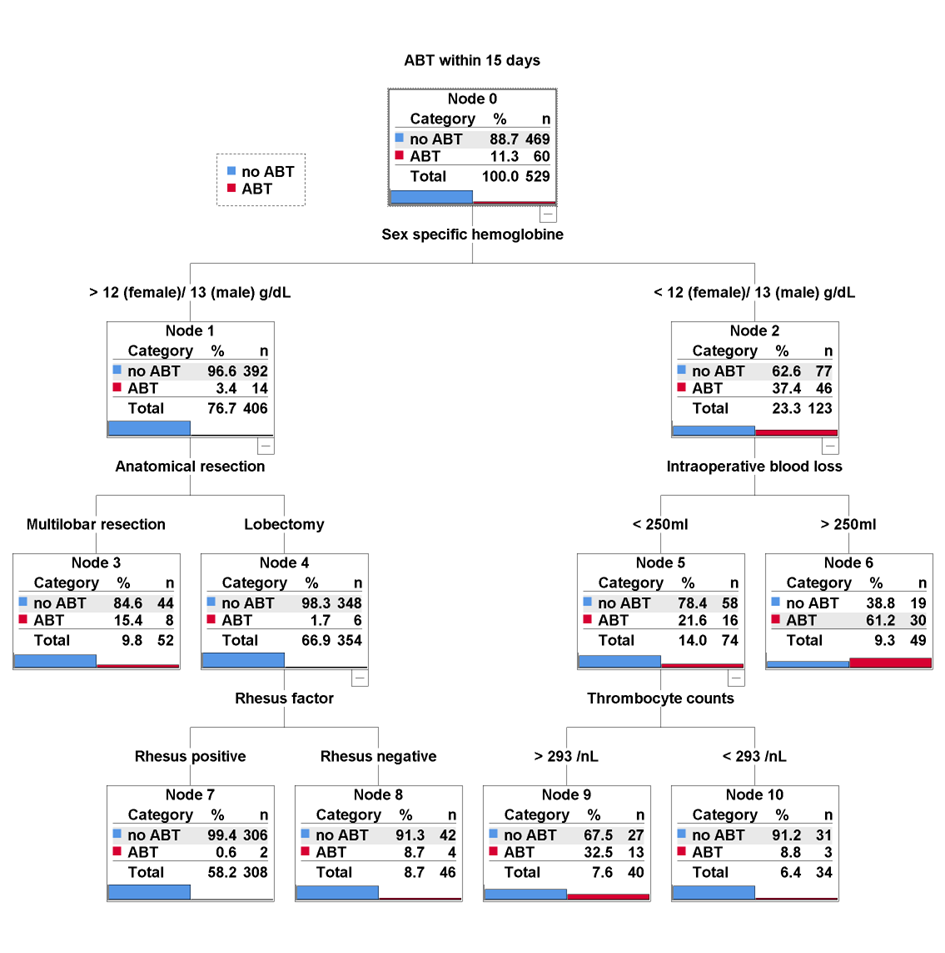 ABT within 15 days
Node 0
Category % n
no ABT 88.7 469
ABT 11.3 60
Total 100.0 529
no ABT
ABT
Sex specific hemoglobine
> 12 (female)/ 13 (male) g/dL
< 12 (female)/ 13 (male) g/dL
Node 1
Category % n
no ABT 96.6 392
ABT 3.4 14
Total 76.7 406
Node 2
Category % n
no ABT 62.6 77
ABT 37.4 46
Total 23.3 123
Anatomical resection
Intraoperative blood loss
Multilobar resection
Lobectomy
< 250ml
> 250ml
Node 3
Category % n
no ABT 84.6 44
ABT 15.4 8
Total 9.8 52
Node 4
Category % n
no ABT 98.3 348
ABT 1.7 6
Total 66.9 354
Node 5
Category % n
no ABT 78.4 58
ABT 21.6 16
Total 14.0 74
Node 6
Category % n
no ABT 38.8 19
ABT 61.2 30
Total 9.3 49
Rhesus factor
Thrombocyte counts
Rhesus positive
Rhesus negative
> 293 /nL
< 293 /nL
Node 7
Category % n
no ABT 99.4 306
ABT 0.6 2
Total 58.2 308
Node 8
Category % n
no ABT 91.3 42
ABT 8.7 4
Total 8.7 46
Node 9
Category % n
no ABT 67.5 27
ABT 32.5 13
Total 7.6 40
Node 10
Category % n
no ABT 91.2 31
ABT 8.8 3
Total 6.4 34